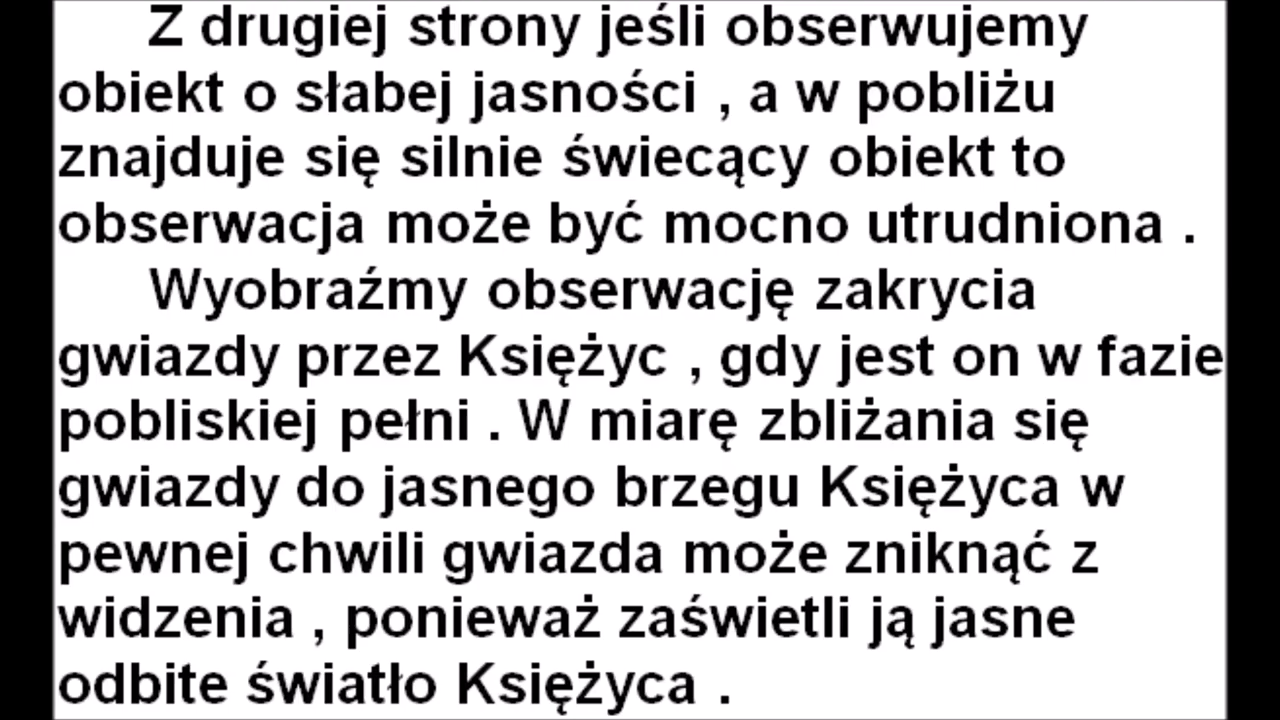 Z drugiej strony jeśli obserwujemy
obiekt o słabej jasności , a w pobliżu
znajduje się silnie świecący obiekt to
obserwacja może być mocno utrudniona .
Wyobraźmy obserwację zakrycia
gwiazdy przez Księżyc , gdy jest on w fazie
pobliskiej pełni . W miarę zbliżania się
gwiazdy do jasnego brzegu Księżyca w
pewnej chwili gwiazda może zniknąć z
widzenia , ponieważ zaświetli ją jasne
odbite światło Księżyca .